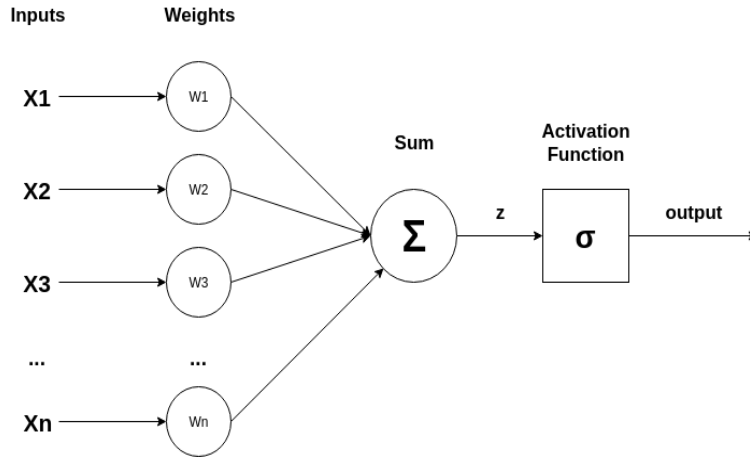 Inputs
Weights
X1
W1
X2
W2
X3
W3
...
...
Xn
Wn
Sum
Σ
z
Activation
Function
σ
output